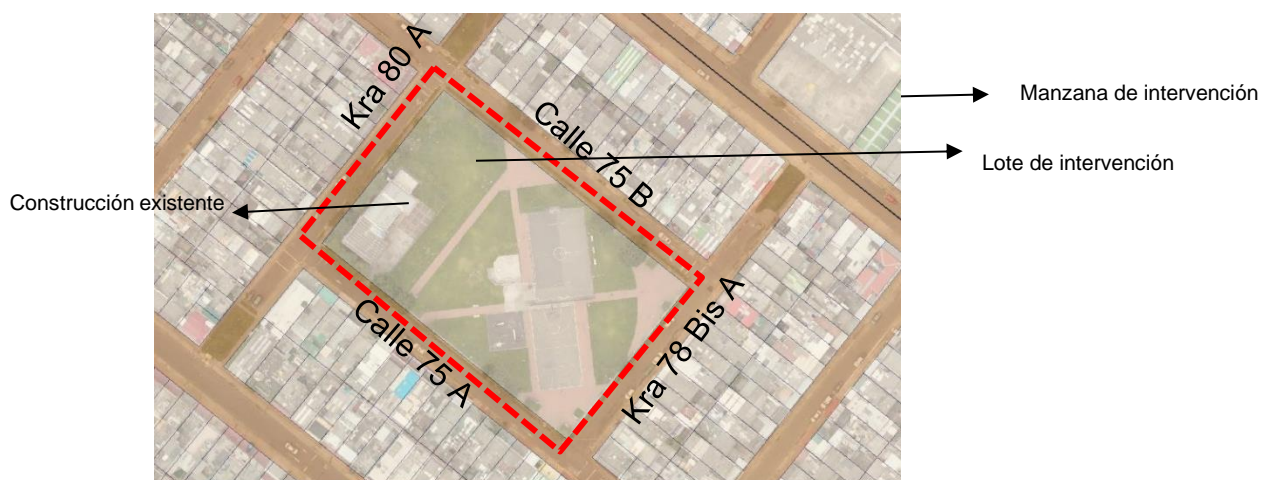 Kra 80 A
Calle 75 B
Manzana de intervención
Lote de intervención
Construcción existente
Calle 75 A
Kra 78 Bis A